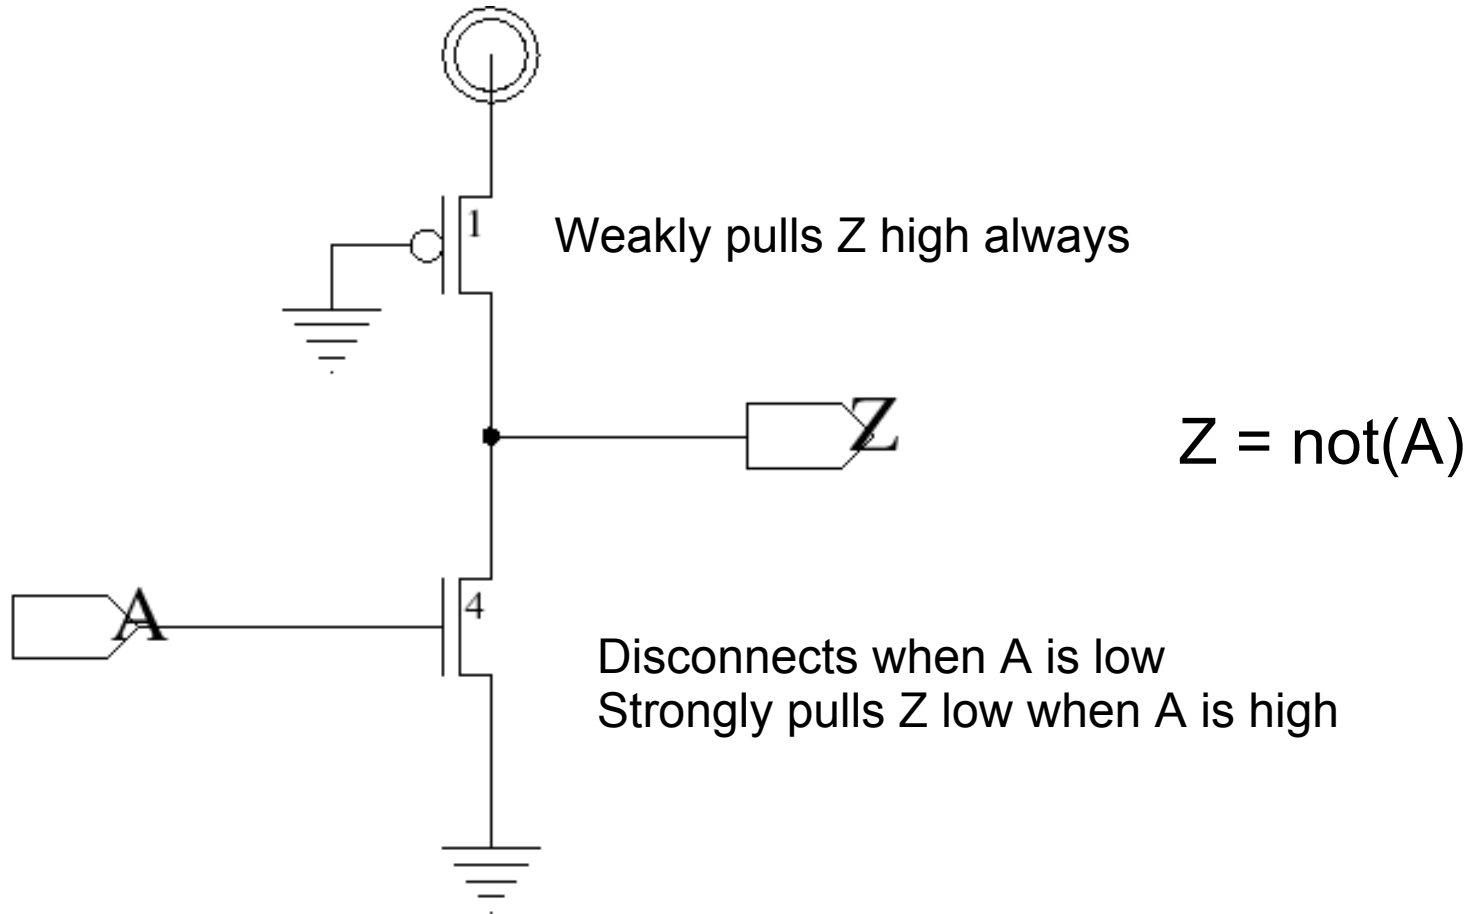 1
Weakly pulls Z high always
Z
Z = not(A)
A
4
Disconnects when A is low
Strongly pulls Z low when A is high